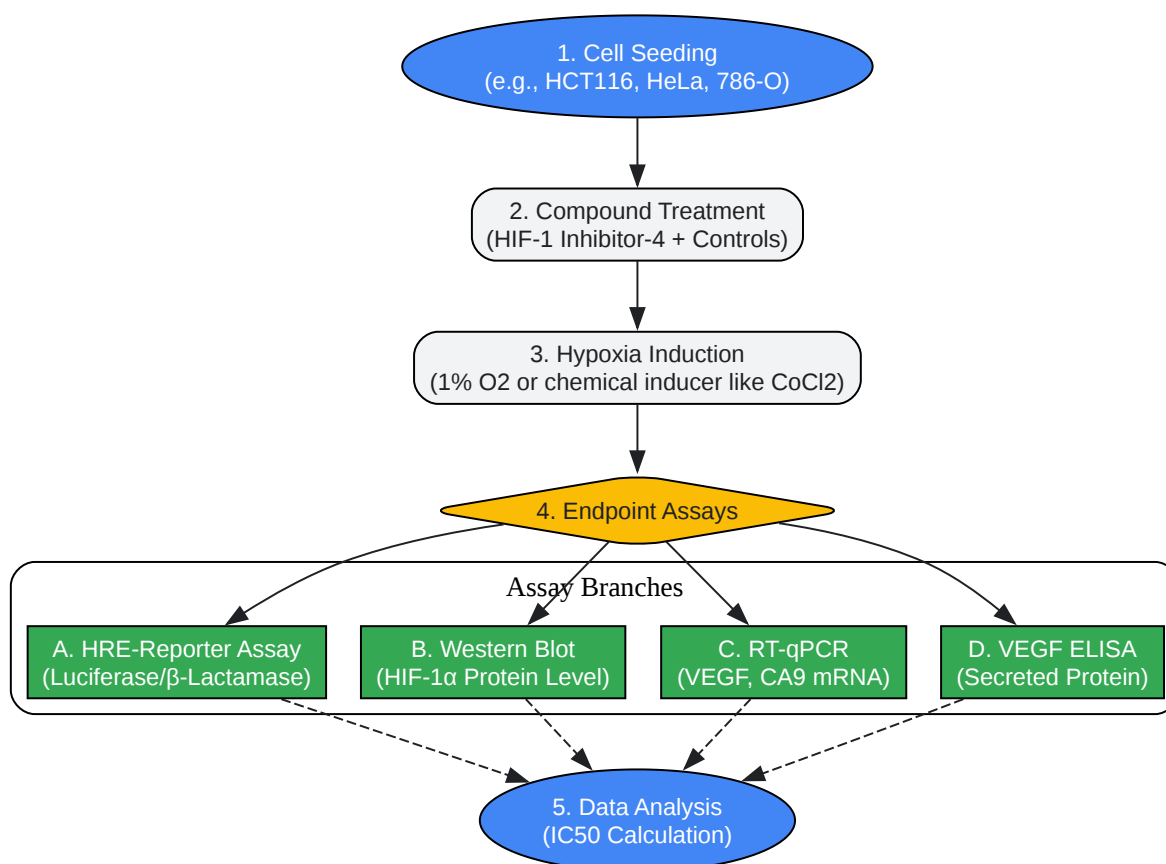 1. Cell Seeding
(e.g., HCT116, HeLa, 786-O)
2. Compound Treatment
(HIF-1 Inhibitor-4 + Controls)
3. Hypoxia Induction
(1% O2 or chemical inducer like CoCl2)
4. Endpoint Assays
Assay Branches
A. HRE-Reporter Assay
(Luciferase/β-Lactamase)
B. Western Blot
(HIF-1α Protein Level)
C. RT-qPCR
(VEGF, CA9 mRNA)
D. VEGF ELISA
(Secreted Protein)
5. Data Analysis
(IC50 Calculation)